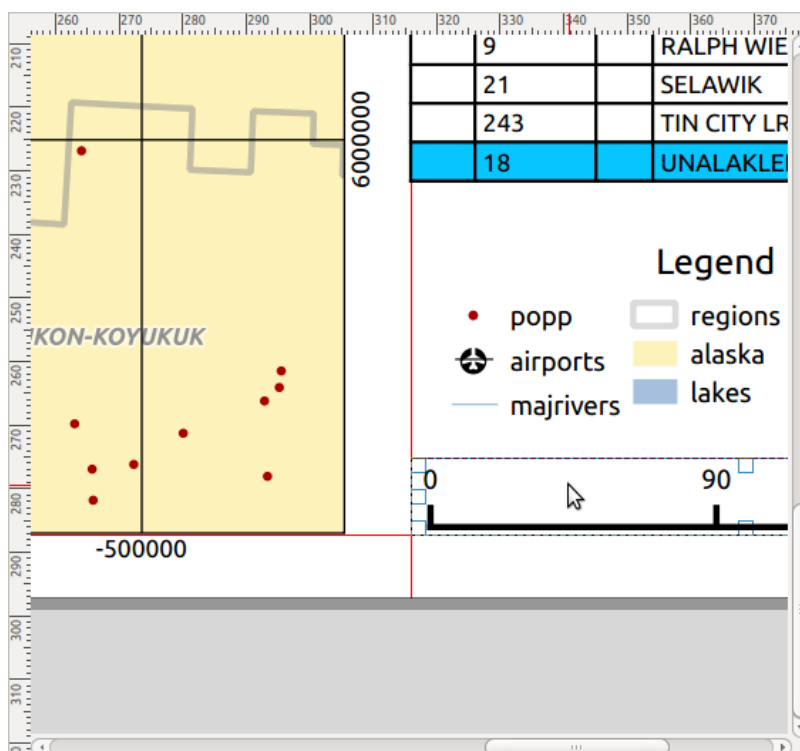 260 270 280 290 300 310 320 330 340 350 360 370
210
220
230
240
250
260
270
280
290
300
310
9 RALPH WIE
21 SELAWIK
243 TIN CITY LR
18 UNALAKLE
6000000
KON-KOYUKUK
-500000
Legend
popp
airports
majrivers
regions
alaska
lakes
0 90